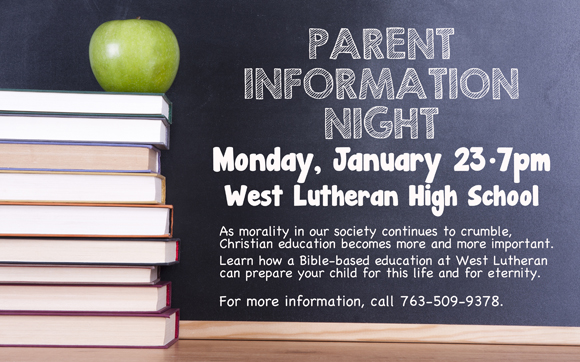 PARENT
INFORMATION
NIGHT
Monday, January 23•7pm
West Lutheran High School
As morality in our society continues to crumble,
Christian education becomes more and more important.
Learn how a Bible-based education at West Lutheran
can prepare your child for this life and for eternity.
For more information, call 763-509-9378.